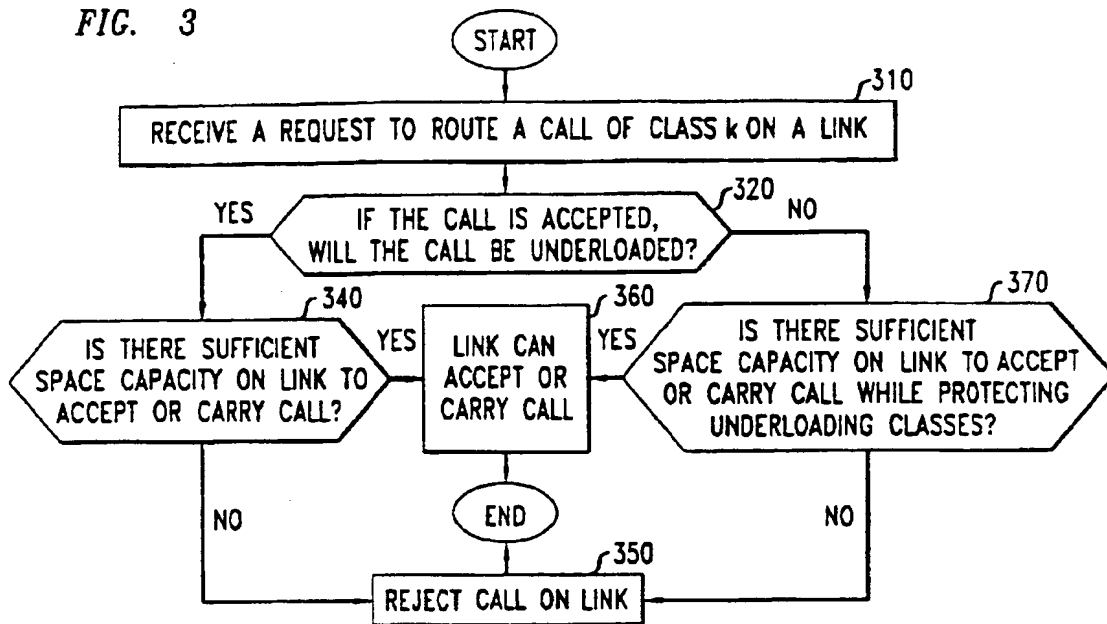 FIG. 3
START
310
RECEIVE A REQUEST TO ROUTE A CALL OF CLASS k ON A LINK
320
YES
IF THE CALL IS ACCEPTED,
WILL THE CALL BE UNDERLOADED?
NO
340
IS THERE SUFFICIENT
SPACE CAPACITY ON LINK TO
ACCEPT OR CARRY CALL?
YES
360
LINK CAN
ACCEPT OR
CARRY CALL
YES
370
IS THERE SUFFICIENT
SPACE CAPACITY ON LINK TO ACCEPT
OR CARRY CALL WHILE PROTECTING
UNDERLOADING CLASSES?
NO
END
NO
350
REJECT CALL ON LINK